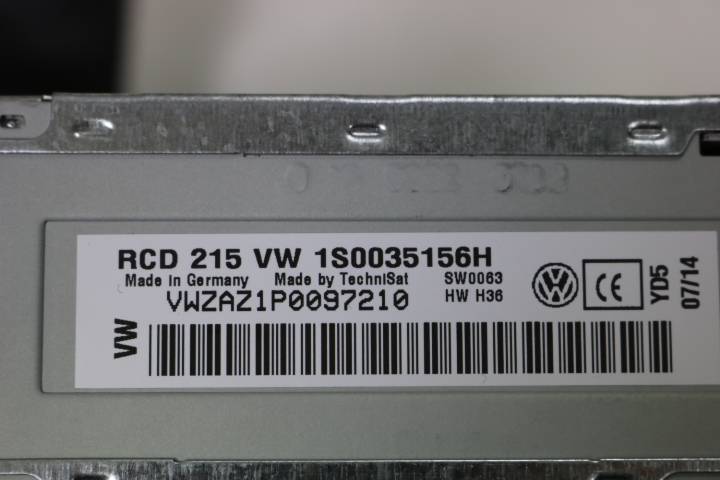 RCD 215 VW 1S0035156H
Made in Germany Made by TechniSat SW0063
VWZAZ1P0097210 HW H36
VW
CE
YD5
07/14